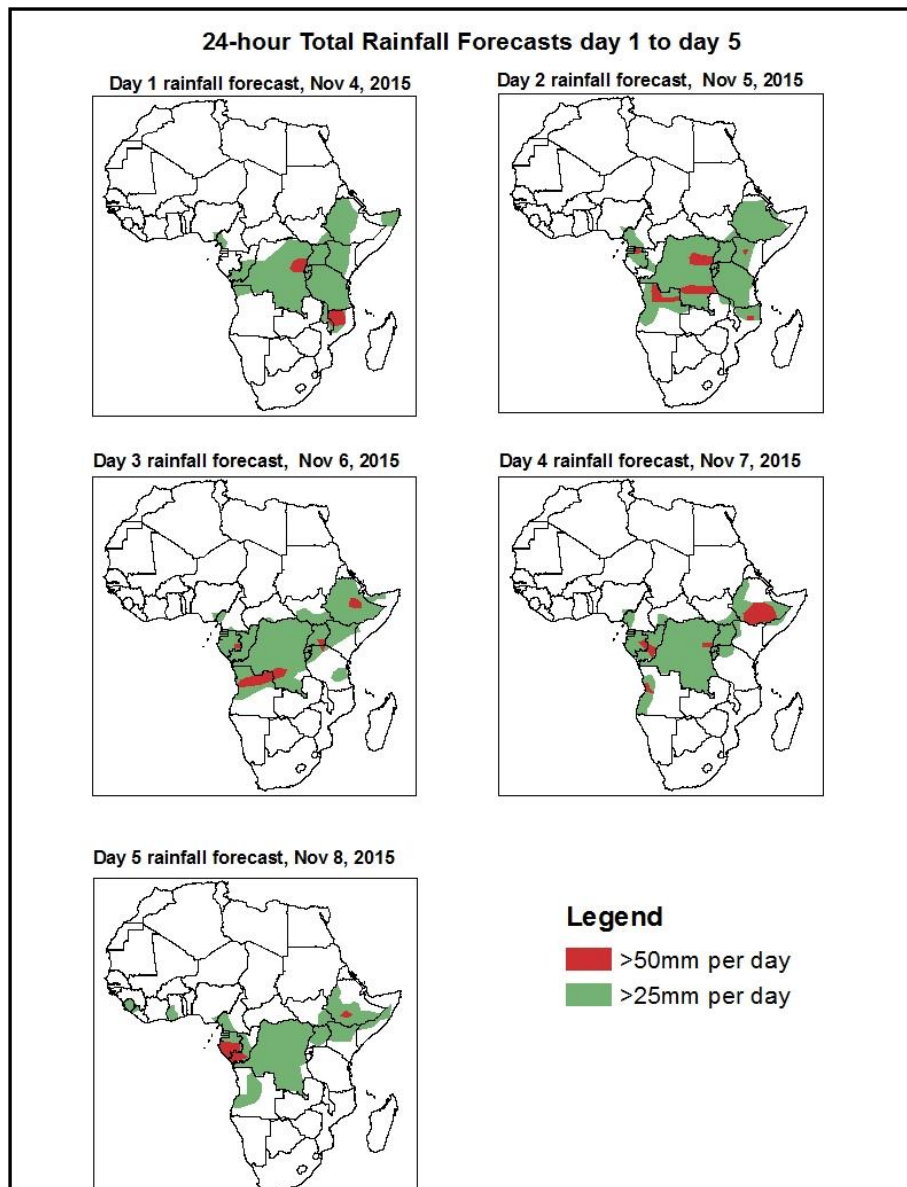 24-hour Total Rainfall Forecasts day 1 to day 5
Day 1 rainfall forecast, Nov 4, 2015
Day 2 rainfall forecast, Nov 5, 2015
Day 3 rainfall forecast, Nov 6, 2015
Day 4 rainfall forecast, Nov 7, 2015
Day 5 rainfall forecast, Nov 8, 2015
Legend
>50mm per day
>25mm per day